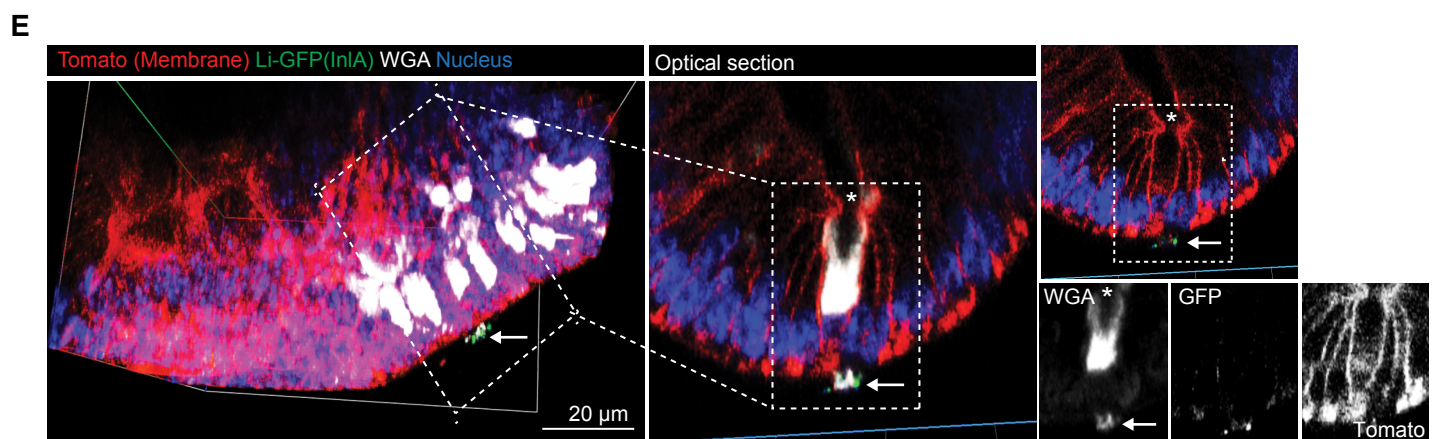 E
Tomato (Membrane) Li-GFP(InlA) WGA Nucleus
Optical section
*
*
20 µm
WGA *
GFP
Tomato